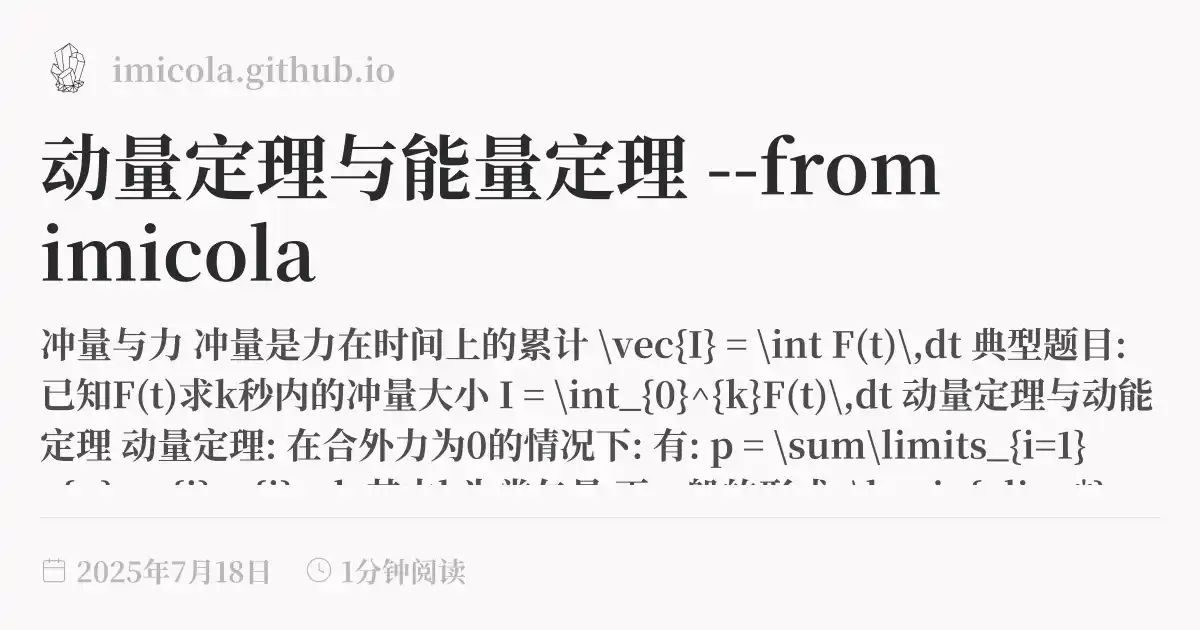 imicola.github.io
动量定理与能量定理 --from
imicola
冲量与力 冲量是力在时间上的累计 \vec{I} = \int F(t)\,dt 典型题目:
已知F(t)求k秒内的冲量大小 I = \int_{0}^{k}F(t)\,dt 动量定理与动能
定理 动量定理: 在合外力为0的情况下: 有: p = \sum\limits_{i=1}
2025年7月18日
1分钟阅读